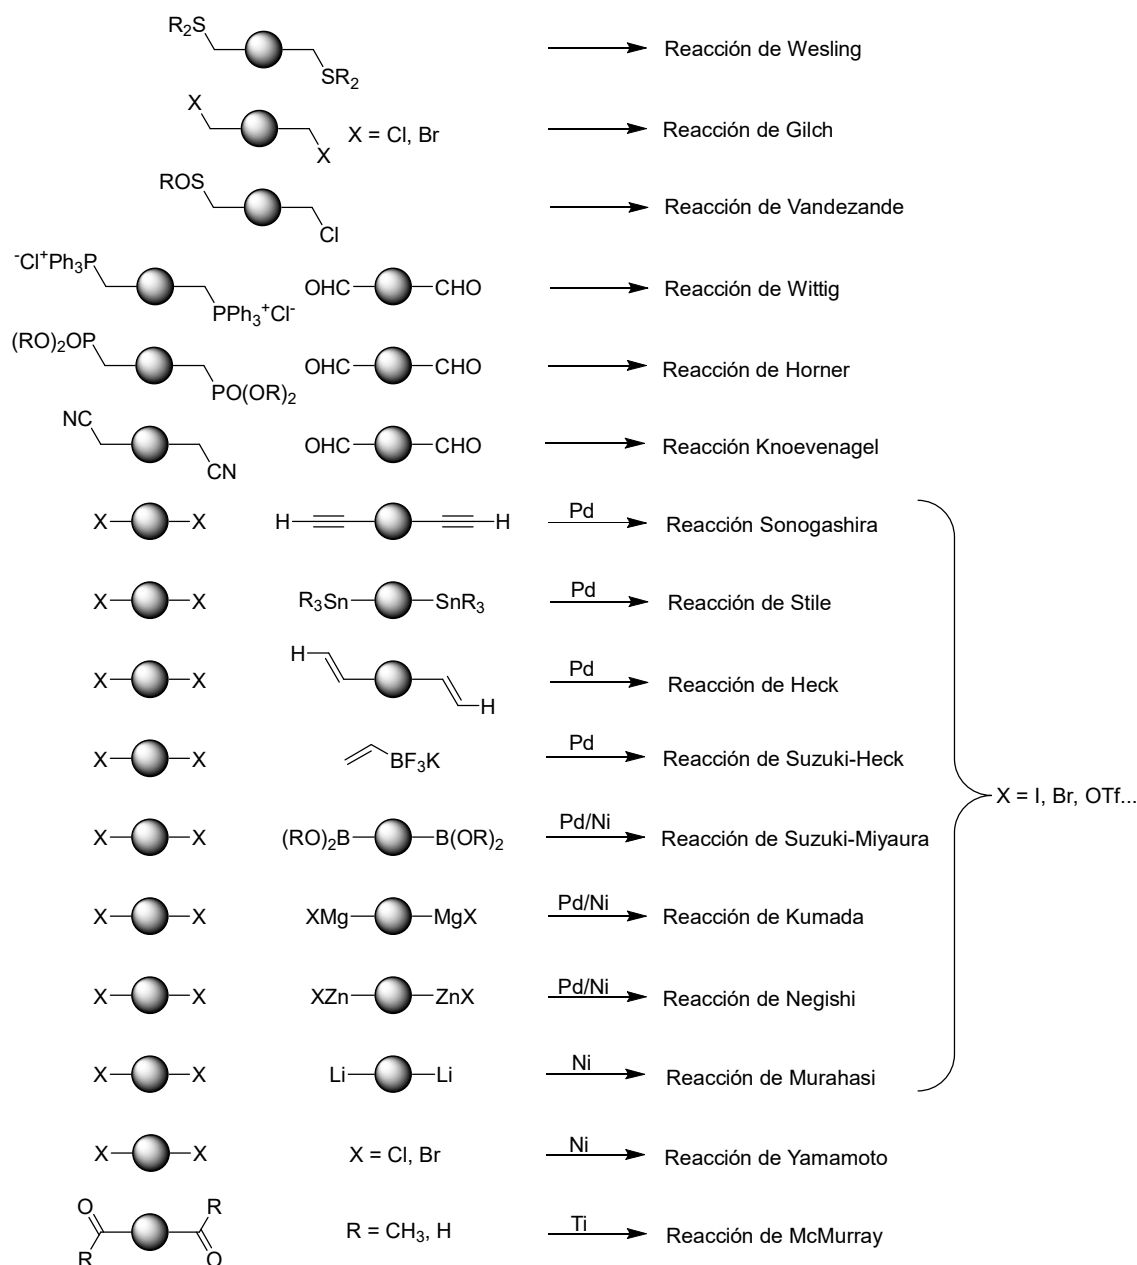 R2S SR2 Reacción de Wesling
X X X = Cl, Br Reacción de Gilch
ROS Cl Reacción de Vandezande
-Cl+Ph3P PPh3+Cl- OHC CHO Reacción de Wittig
(RO)2OP PO(OR)2 OHC CHO Reacción de Horner
NC CN OHC CHO Reacción Knoevenagel
X X H H Pd Reacción Sonogashira
X X R3Sn SnR3 Pd Reacción de Stile
X X H H Pd Reacción de Heck
X X BF3K Pd Reacción de Suzuki-Heck
X = I, Br, OTf...
X X (RO)2B B(OR)2 Pd/Ni Reacción de Suzuki-Miyaura
X X XMg MgX Pd/Ni Reacción de Kumada
X X XZn ZnX Pd/Ni Reacción de Negishi
X X Li Li Ni Reacción de Murahasi
X X X = Cl, Br Ni Reacción de Yamamoto
O R R O R = CH3, H Ti Reacción de McMurray